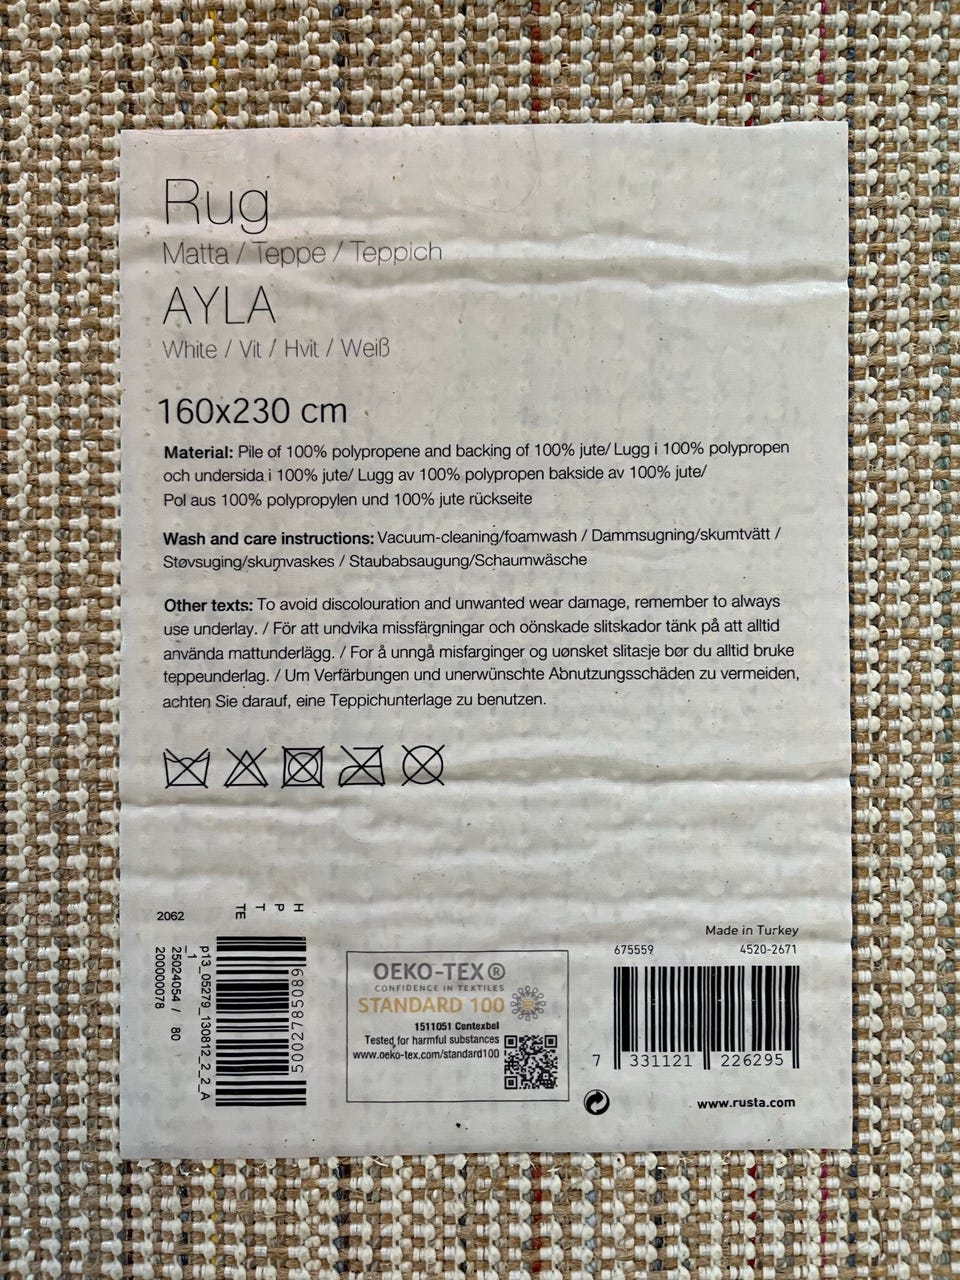 Rug
Matta / Teppe / Teppich
AYLA
White / Vit / Hvit / Weiß
160x230 cm
Material: Pile of 100% polypropene and backing of 100% jute/ Lugg i 100% polypropen
och undersida i 100% jute/ Lugg av 100% polypropen bakside av 100% jute/
Pol aus 100% polypropylen und 100% jute rückseite
Wash and care instructions: Vacuum-cleaning/foamwash / Dammsugning/skumtvätt /
Støvsuging/skumvaskes / Staubabsaugung/Schaumwäsche
Other texts: To avoid discolouration and unwanted wear damage, remember to always
use underlay. / För att undvika missfärgningar och oönskade slitskador tänk på att alltid
använda mattunderlägg. / For å unngå misfarginger og uønsket slitasje bør du alltid bruke
teppeunderlag. / Um Verfärbungen und unerwünschte Abnutzungsschäden zu vermeiden,
achten Sie darauf, eine Teppichunterlage zu benutzen.
2062
H
P
T
TE
6805872005
p13_05279_130812_2_2_A
_1
25024054 / 80
200000078
OEKO-TEX®
CONFIDENCE IN TEXTILES
STANDARD 100
1511051 Centexbel
Tested for harmful substances
www.oeko-tex.com/standard100
Made in Turkey
675559 4520-2671
7 331121 226295
www.rusta.com